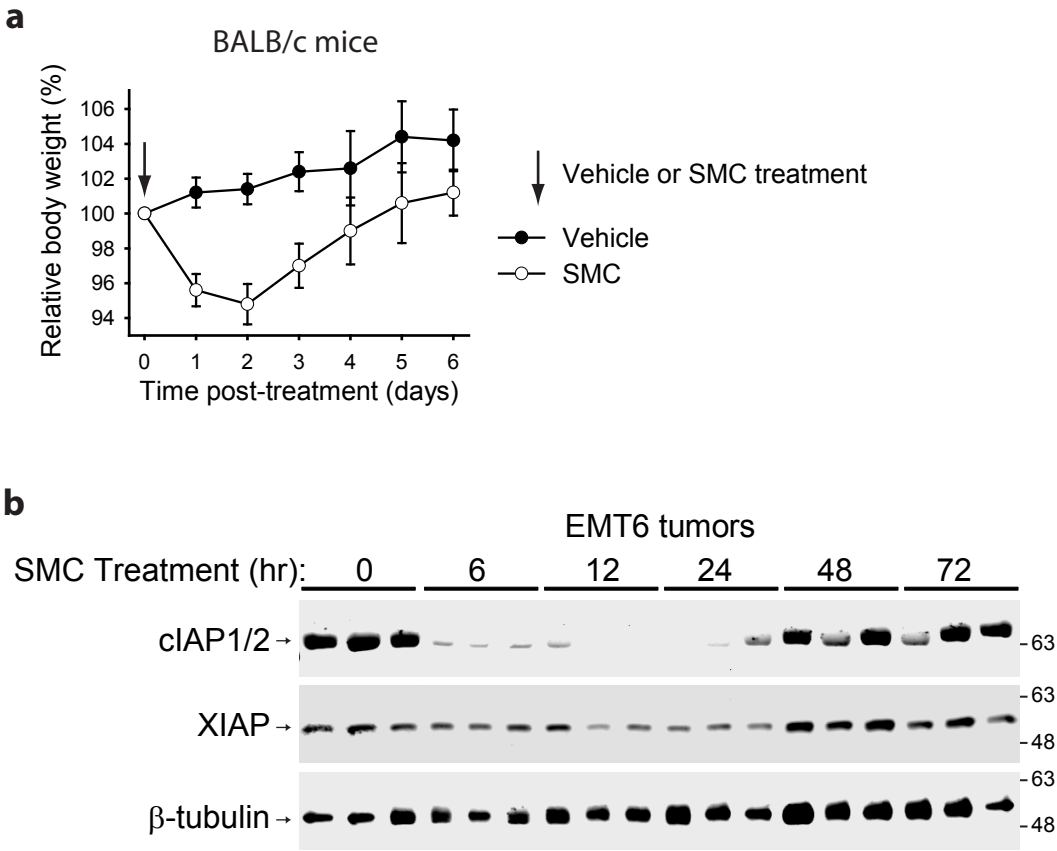 a
BALB/c mice
Relative body weight (%)
106
104
102
100
98
96
94
0 1 2 3 4 5 6
Time post-treatment (days)
Vehicle or SMC treatment
Vehicle
SMC
b
EMT6 tumors
SMC Treatment (hr): 0 6 12 24 48 72
cIAP1/2
63
XIAP
63
48
β-tubulin
63
48